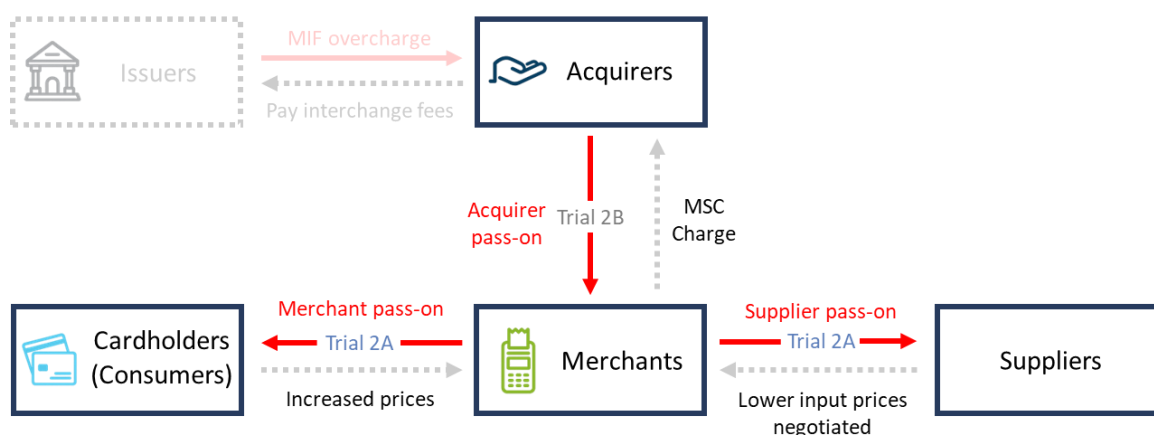 MIF overcharge
Issuers
Acquirers
Pay interchange fees
Acquirer
pass-on
Trial 2B
MSC
Charge
Merchant pass-on
Supplier pass-on
Cardholders
(Consumers)
Trial 2A
Merchants
Trial 2A
Suppliers
Increased prices
Lower input prices
negotiated